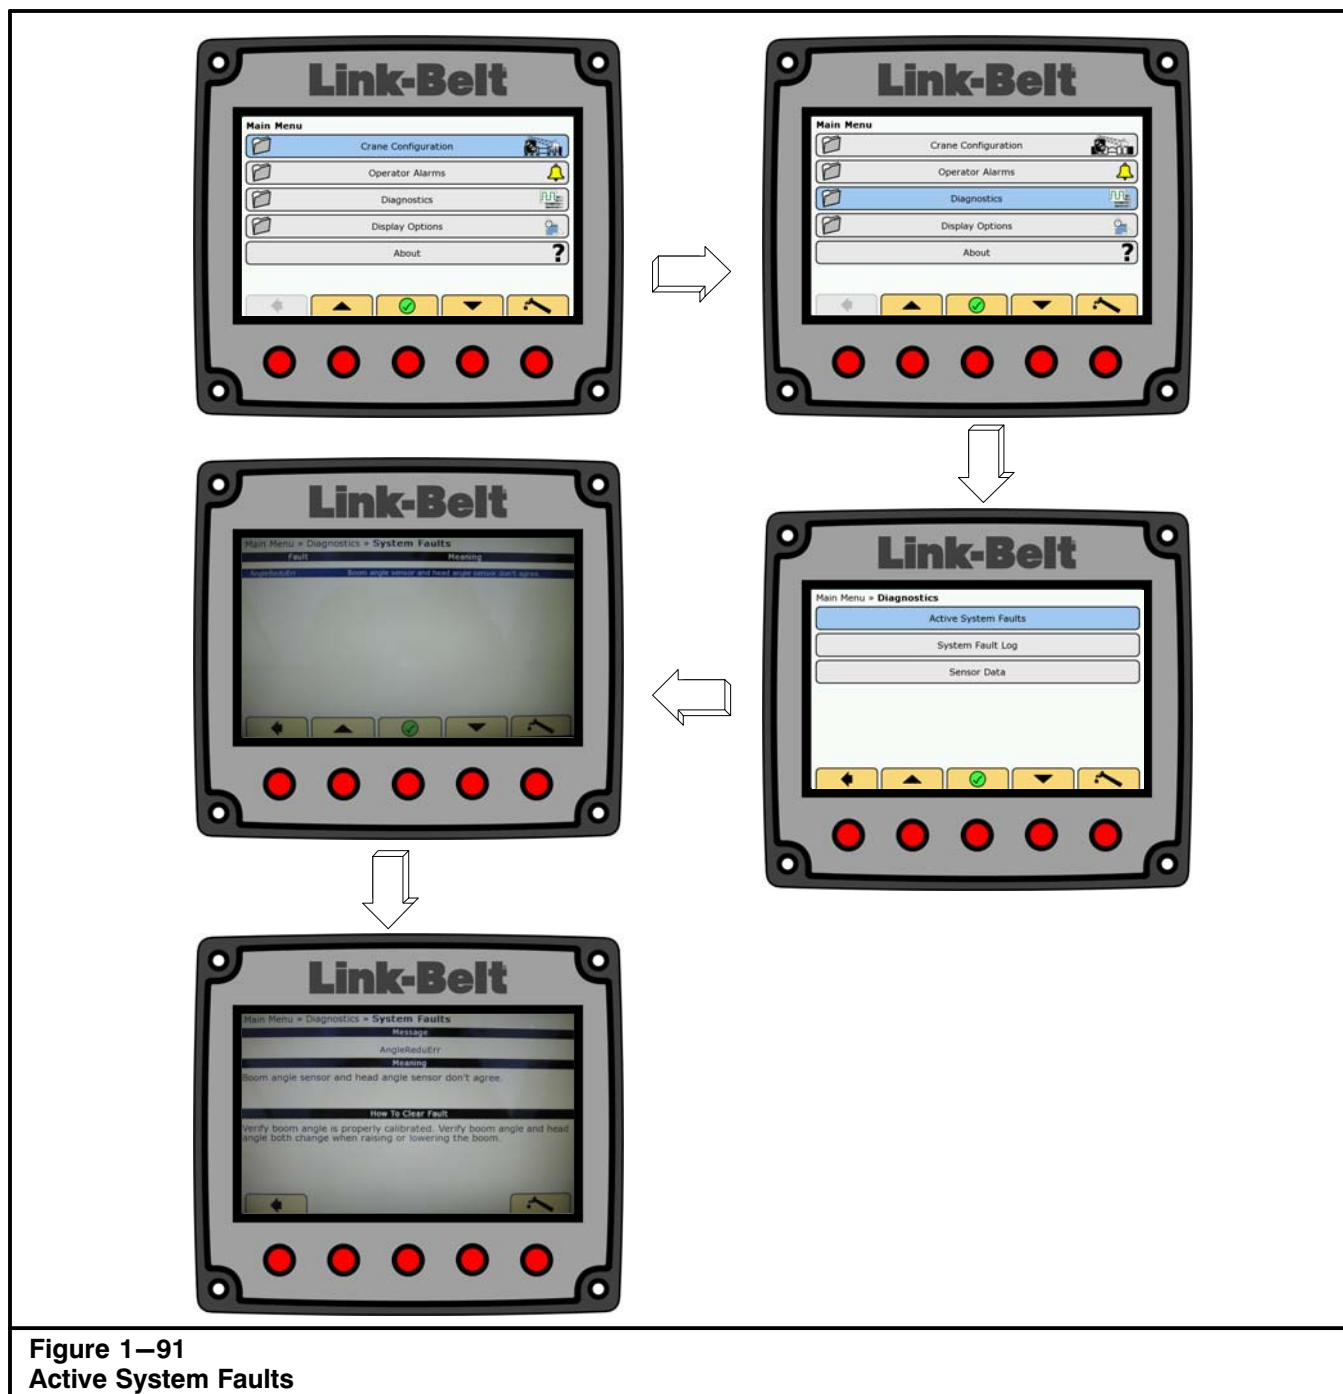 Link-Belt
Main Menu
Crane Configuration
Operator Alarms
Diagnostics
Display Options
About
?
Link-Belt
Main Menu
Crane Configuration
Operator Alarms
Diagnostics
Display Options
About
?
Link-Belt
Main Menu » Diagnostics
Active System Faults
System Fault Log
Sensor Data
Link-Belt
Main Menu » Diagnostics » System Faults
Fault Meaning
AngleReduErr Boom angle sensor and head angle sensor don't agree.
Link-Belt
Main Menu » Diagnostics » System Faults
Message
AngleReduErr
Meaning
Boom angle sensor and head angle sensor don't agree.
How To Clear Fault
Verify boom angle is properly calibrated. Verify boom angle and head
angle both change when raising or lowering the boom.
Figure 1—91
Active System Faults